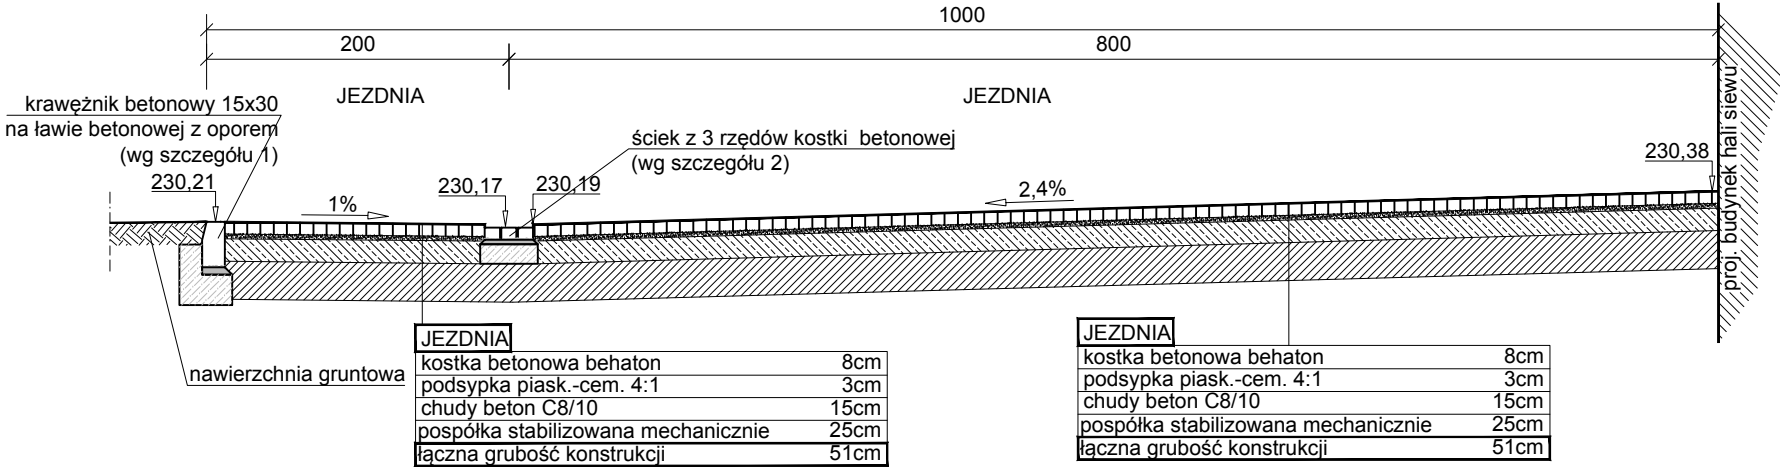 1000
200
800
JEZDNIA
JEZDNIA
krawężnik betonowy 15x30
na ławie betonowej z oporem
(wg szczegółu 1)
ściek z 3 rzędów kostki betonowej
(wg szczegółu 2)
230,21
230,17
230,19
230,38
1%
2,4%
proj. budynek hali siewu
nawierzchnia gruntowa
JEZDNIA
kostka betonowa behaton 8cm
podsypka piask.-cem. 4:1 3cm
chudy beton C8/10 15cm
pospółka stabilizowana mechanicznie 25cm
łączna grubość konstrukcji 51cm
JEZDNIA
kostka betonowa behaton 8cm
podsypka piask.-cem. 4:1 3cm
chudy beton C8/10 15cm
pospółka stabilizowana mechanicznie 25cm
łączna grubość konstrukcji 51cm